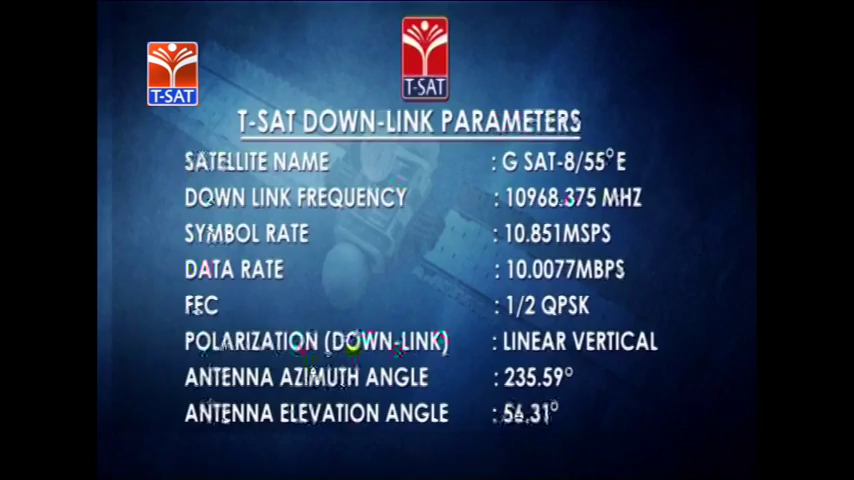 T-SAT
T-SAT
T-SAT DOWN-LINK PARAMETERS
SATELLITE NAME : G SAT-8/55° E
DOWN LINK FREQUENCY : 10968.375 MHZ
SYMBOL RATE : 10.851MSPS
DATA RATE : 10.0077MBPS
FEC : 1/2 QPSK
POLARIZATION (DOWN-LINK) : LINEAR VERTICAL
ANTENNA AZIMUTH ANGLE : 235.59°
ANTENNA ELEVATION ANGLE : 56.31°